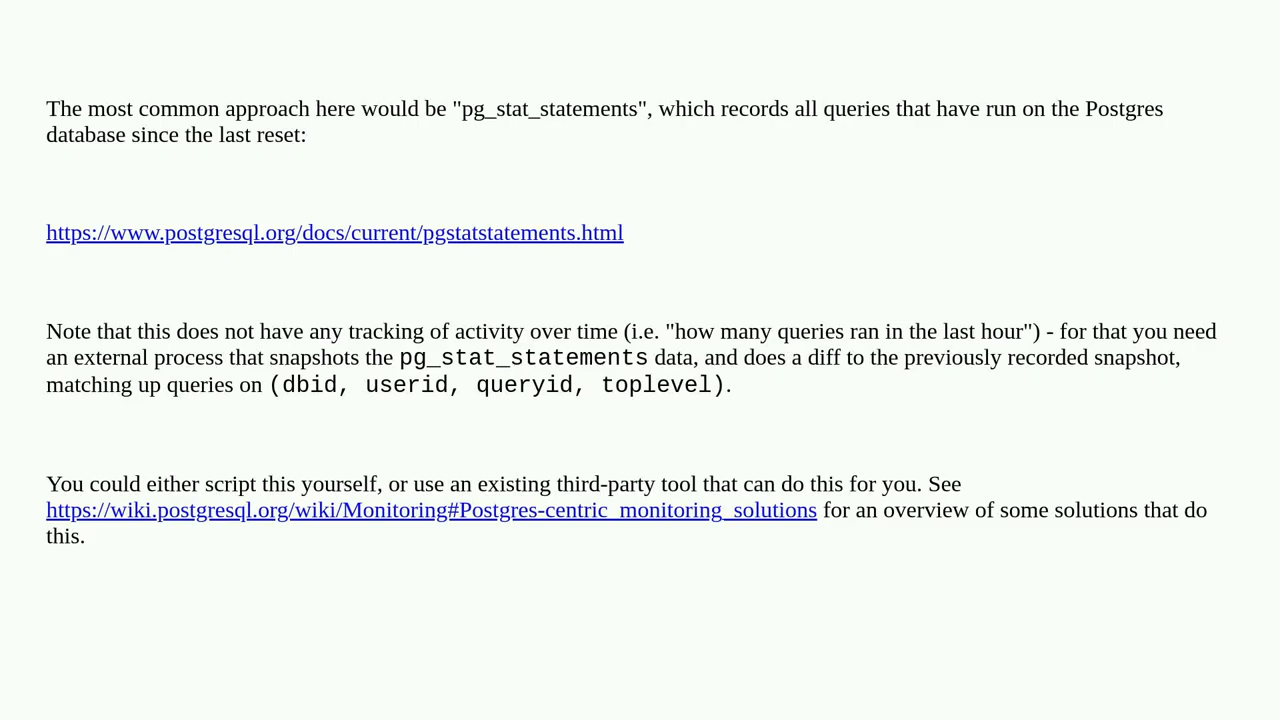 The most common approach here would be "pg_stat_statements", which records all queries that have run on the Postgres
database since the last reset:
https://www.postgresql.org/docs/current/pgstatstatements.html
Note that this does not have any tracking of activity over time (i.e. "how many queries ran in the last hour") - for that you need
an external process that snapshots the pg_stat_statements data, and does a diff to the previously recorded snapshot,
matching up queries on (dbid, userid, queryid, toplevel).
You could either script this yourself, or use an existing third-party tool that can do this for you. See
https://wiki.postgresql.org/wiki/Monitoring#Postgres-centric_monitoring_solutions for an overview of some solutions that do
this.